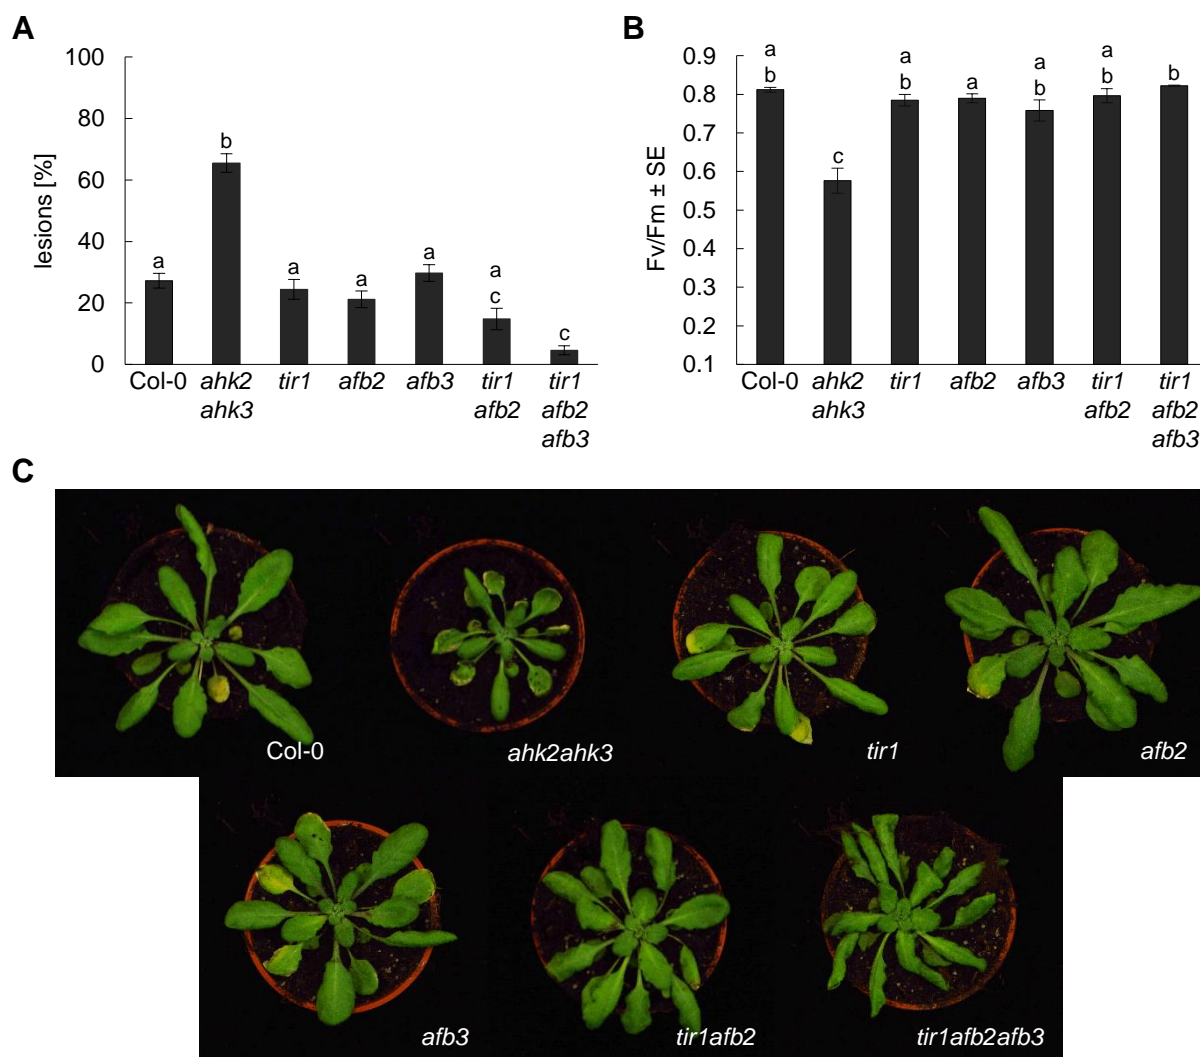 A
100
80
60
40
20
0
lesions [%]
a
b
a
a
a
a
c
c
Col-0
ahk2
ahk3
tir1
afb2
afb3
tir1
afb2
tir1
afb2
afb3
B
0.9
0.8
0.7
0.6
0.5
0.4
0.3
0.2
0.1
Fv/Fm ± SE
a
b
c
a
b
a
a
b
a
b
b
Col-0
ahk2
ahk3
tir1
afb2
afb3
tir1
afb2
tir1
afb2
afb3
C
Col-0
ahk2ahk3
tir1
afb2
afb3
tir1afb2
tir1afb2afb3